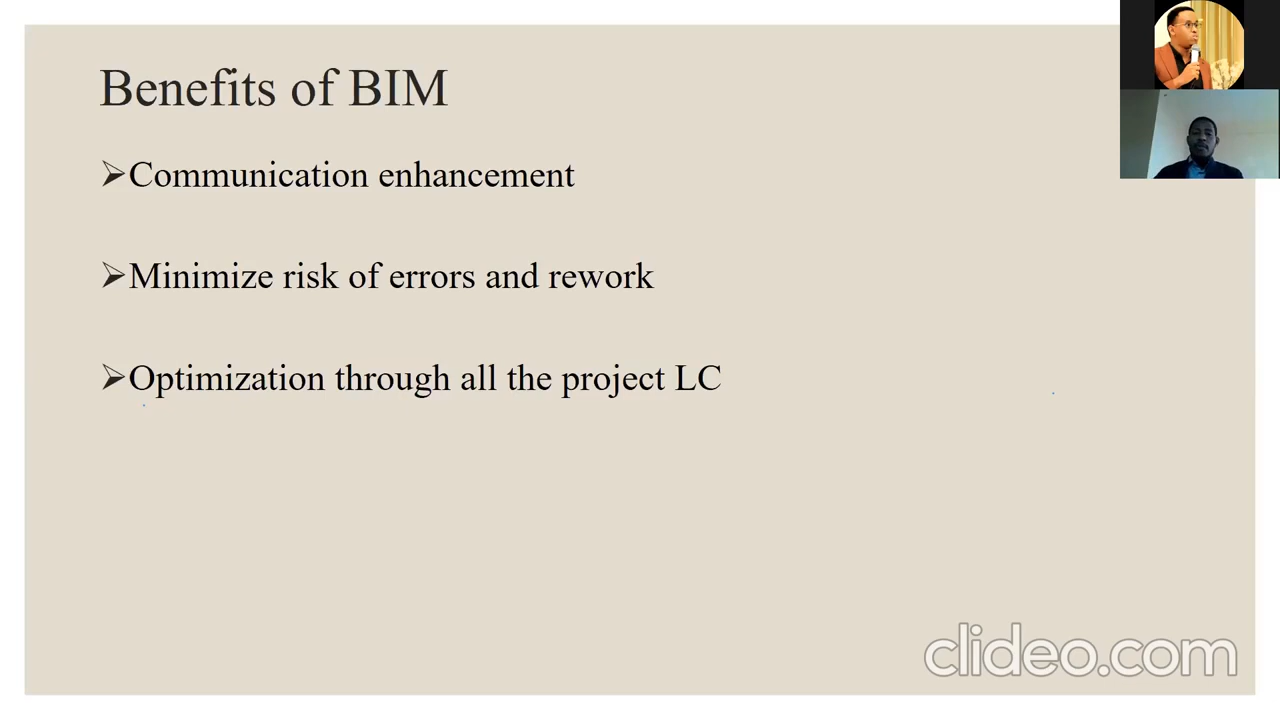 Benefits of BIM
➢Communication enhancement
➢Minimize risk of errors and rework
➢Optimization through all the project LC
clideo.com